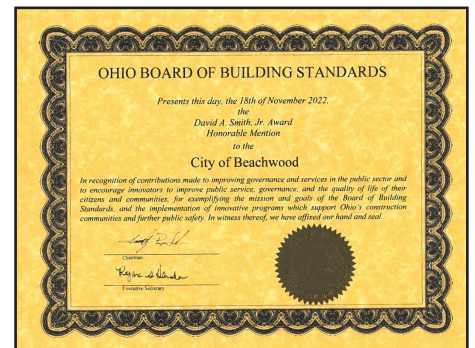 OHIO BOARD OF BUILDING STANDARDS
Presents this day, the 18th of November 2022,
the
David A. Smith, Jr. Award
Honorable Mention
to the
City of Beachwood
In recognition of contributions made to improving governance and services in the public sector and
to encourage innovators to improve public service, governance, and the quality of life of their
citizens and communities, for exemplifying the mission and goals of the Board of Building
Standards, and the implementation of innovative programs which support Ohio's construction
communities and further public safety. In witness thereof, we have affixed our hand and seal.
Chairman
Executive Secretary